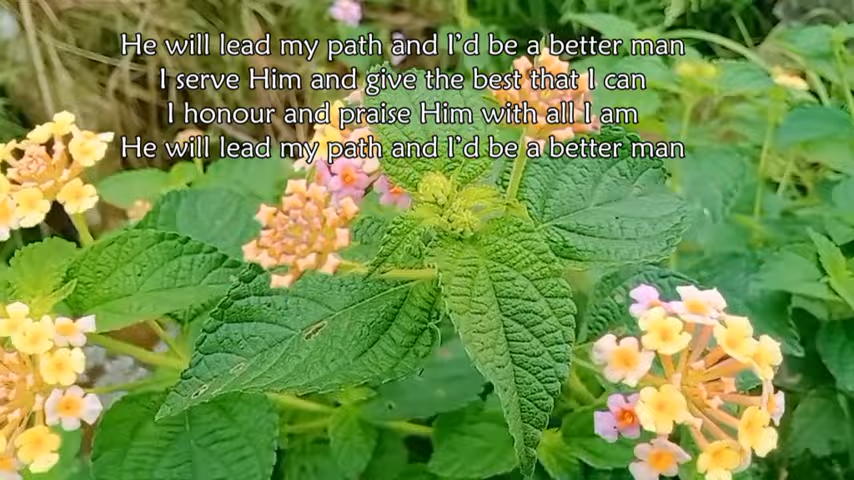 He will lead my path and I'd be a better man
I serve Him and give the best that I can
I honour and praise Him with all I am
He will lead my path and I'd be a better man